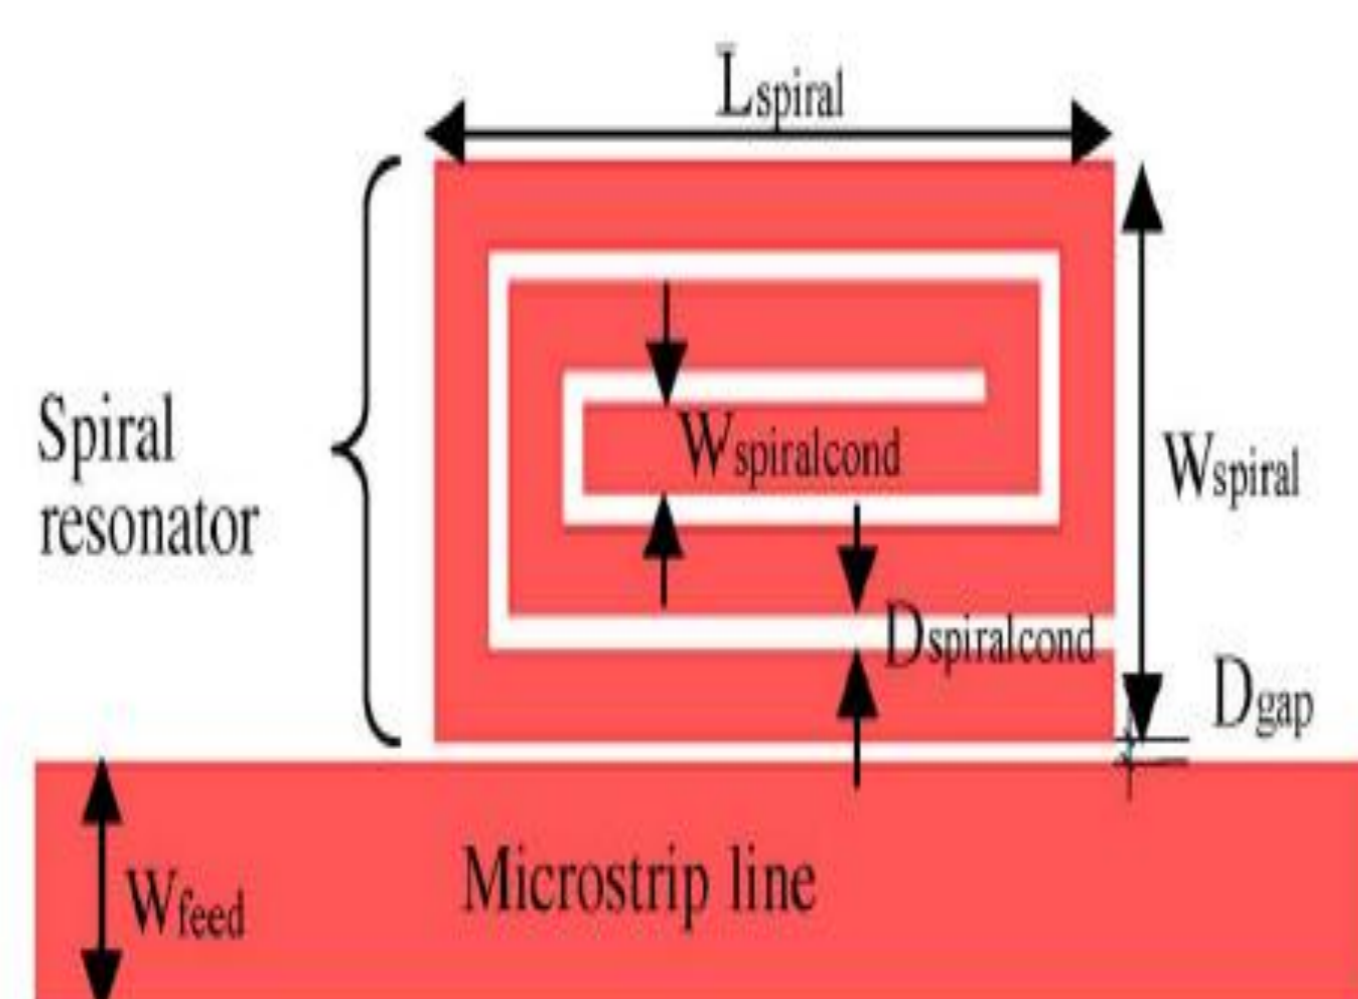 Lspiral
Spiral
resonator
Wspiralcond
Wspiral
Dspiralcond
Dgap
Microstrip line
Wfeed